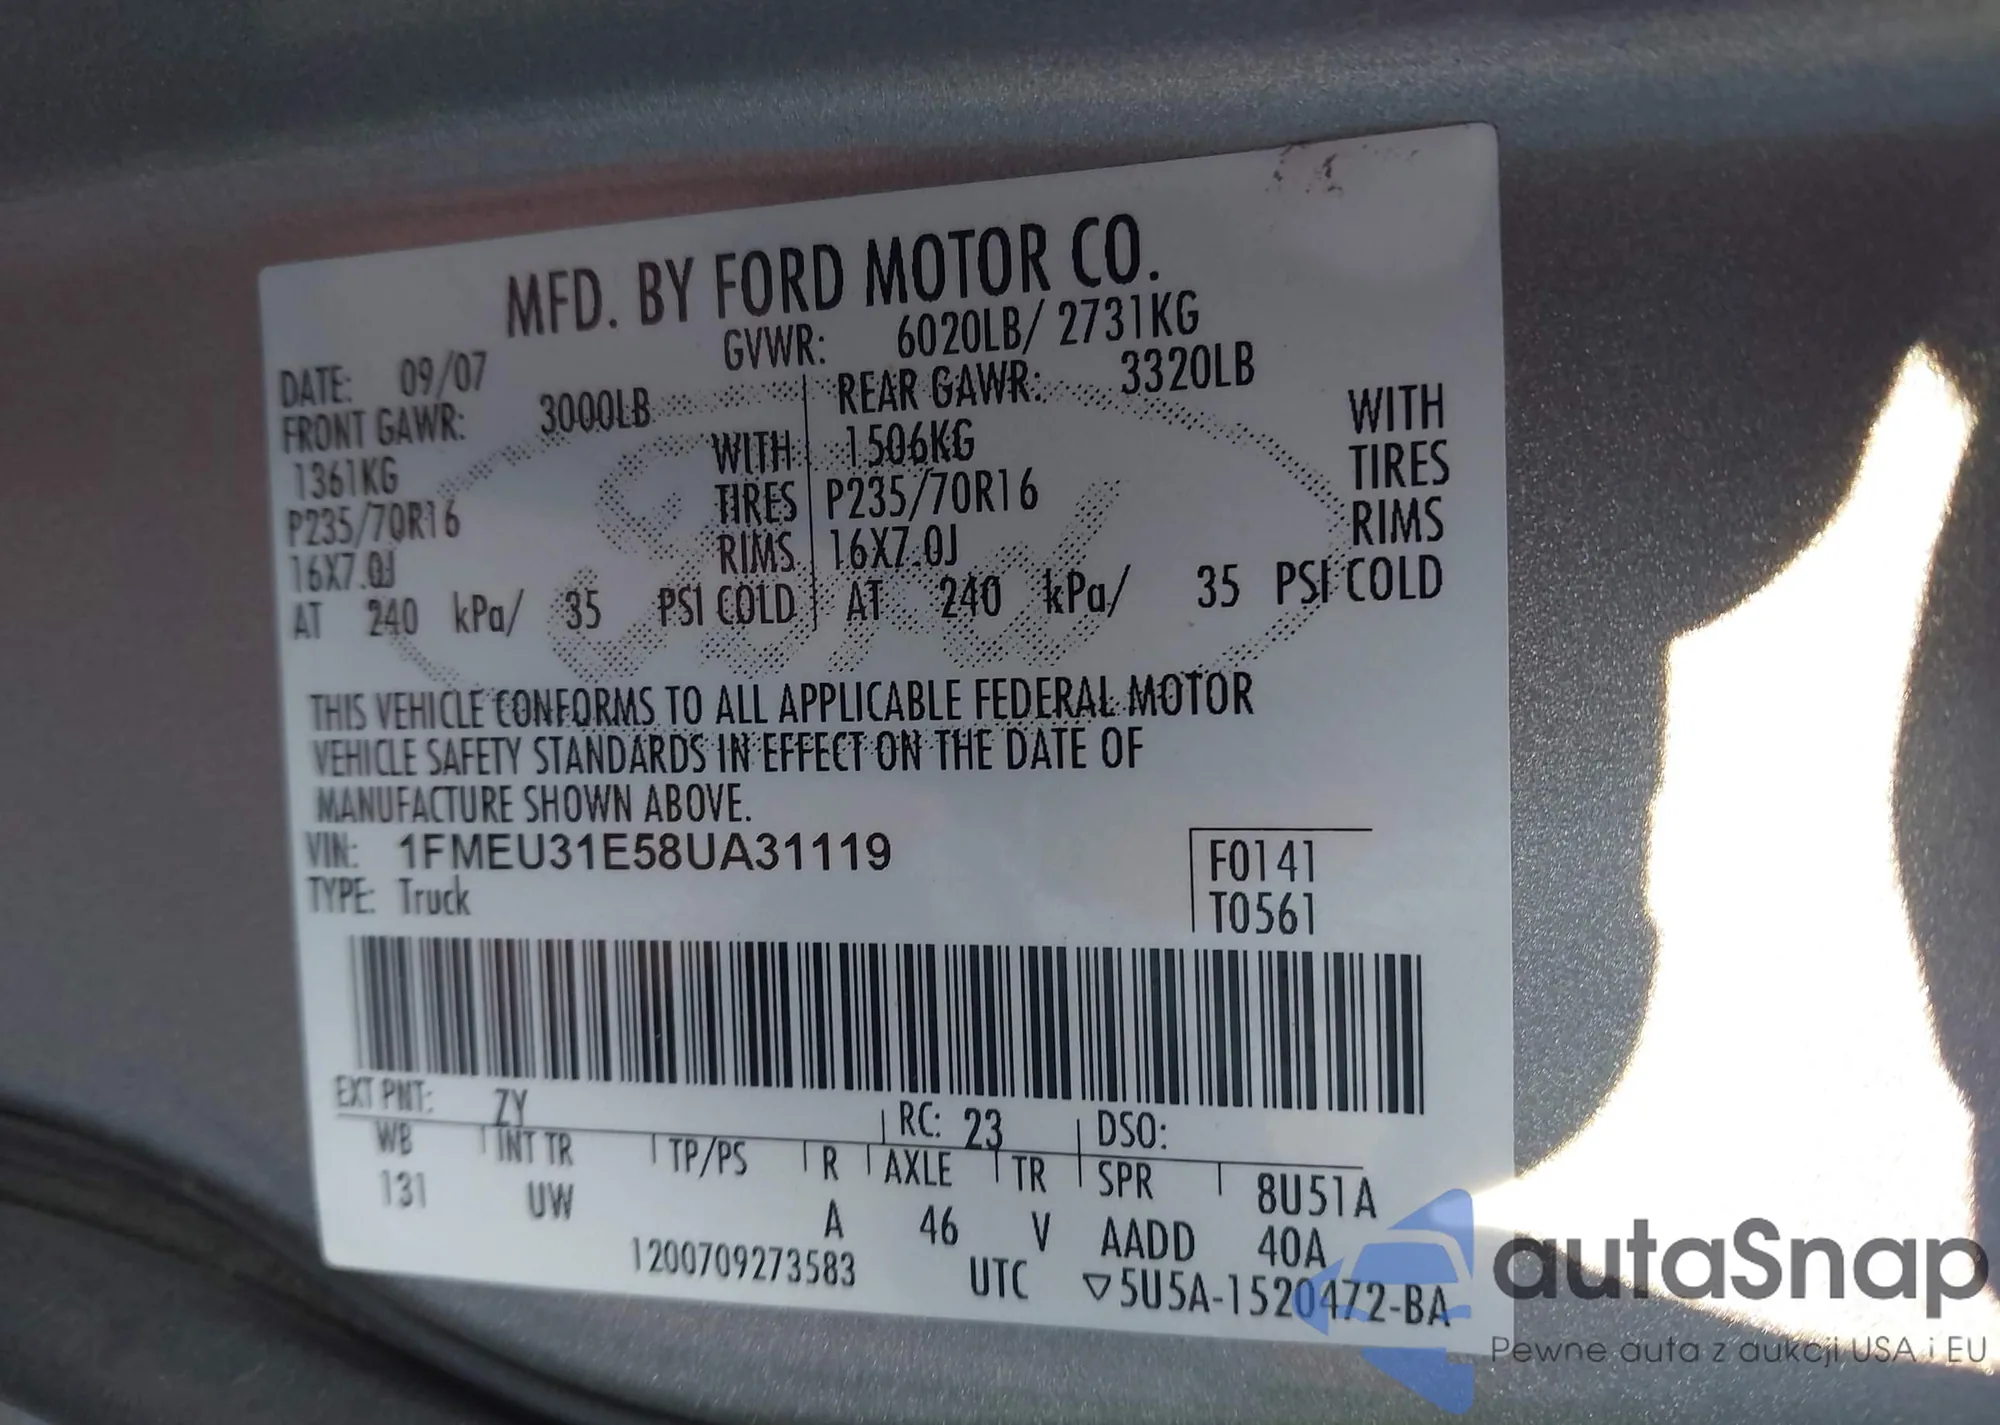 MFD. BY FORD MOTOR CO.
DATE: 09/07 GVWR: 6020LB/ 2731KG
FRONT GAWR: 3000LB REAR GAWR: 3320LB
1361KG WITH 1506KG WITH
P235/70R16 TIRES P235/70R16 TIRES
16X7.0J RIMS 16X7.0J RIMS
AT 240 kPa/ 35 PSI COLD AT 240 kPa/ 35 PSI COLD
THIS VEHICLE CONFORMS TO ALL APPLICABLE FEDERAL MOTOR
VEHICLE SAFETY STANDARDS IN EFFECT ON THE DATE OF
MANUFACTURE SHOWN ABOVE.
VIN: 1FMEU31E58UA31119 F0141
TYPE: Truck T0561
EXT PNT: ZY RC: 23 DSO:
WB INT TR TP/PS R AXLE TR SPR 8U51A
131 UW A 46 V AADD 40A
1200709273583 UTC ▽5U5A-1520472-BA
autaSnap
Pewne auta z aukcji USA i EU